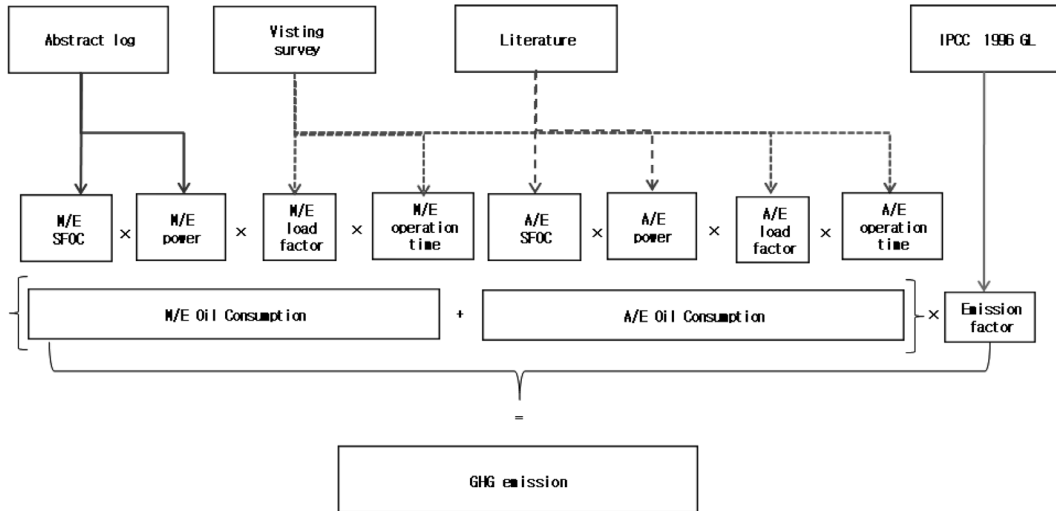 Abstract log
Visting
survey
Literature
IPCC 1996 GL
M/E
SFOC
×
M/E
power
×
M/E
load
factor
×
M/E
operation
time
A/E
SFOC
×
A/E
power
×
A/E
load
factor
×
A/E
operation
time
M/E Oil Consumption
+
A/E Oil Consumption
×
Emission
factor
=
GHG emission